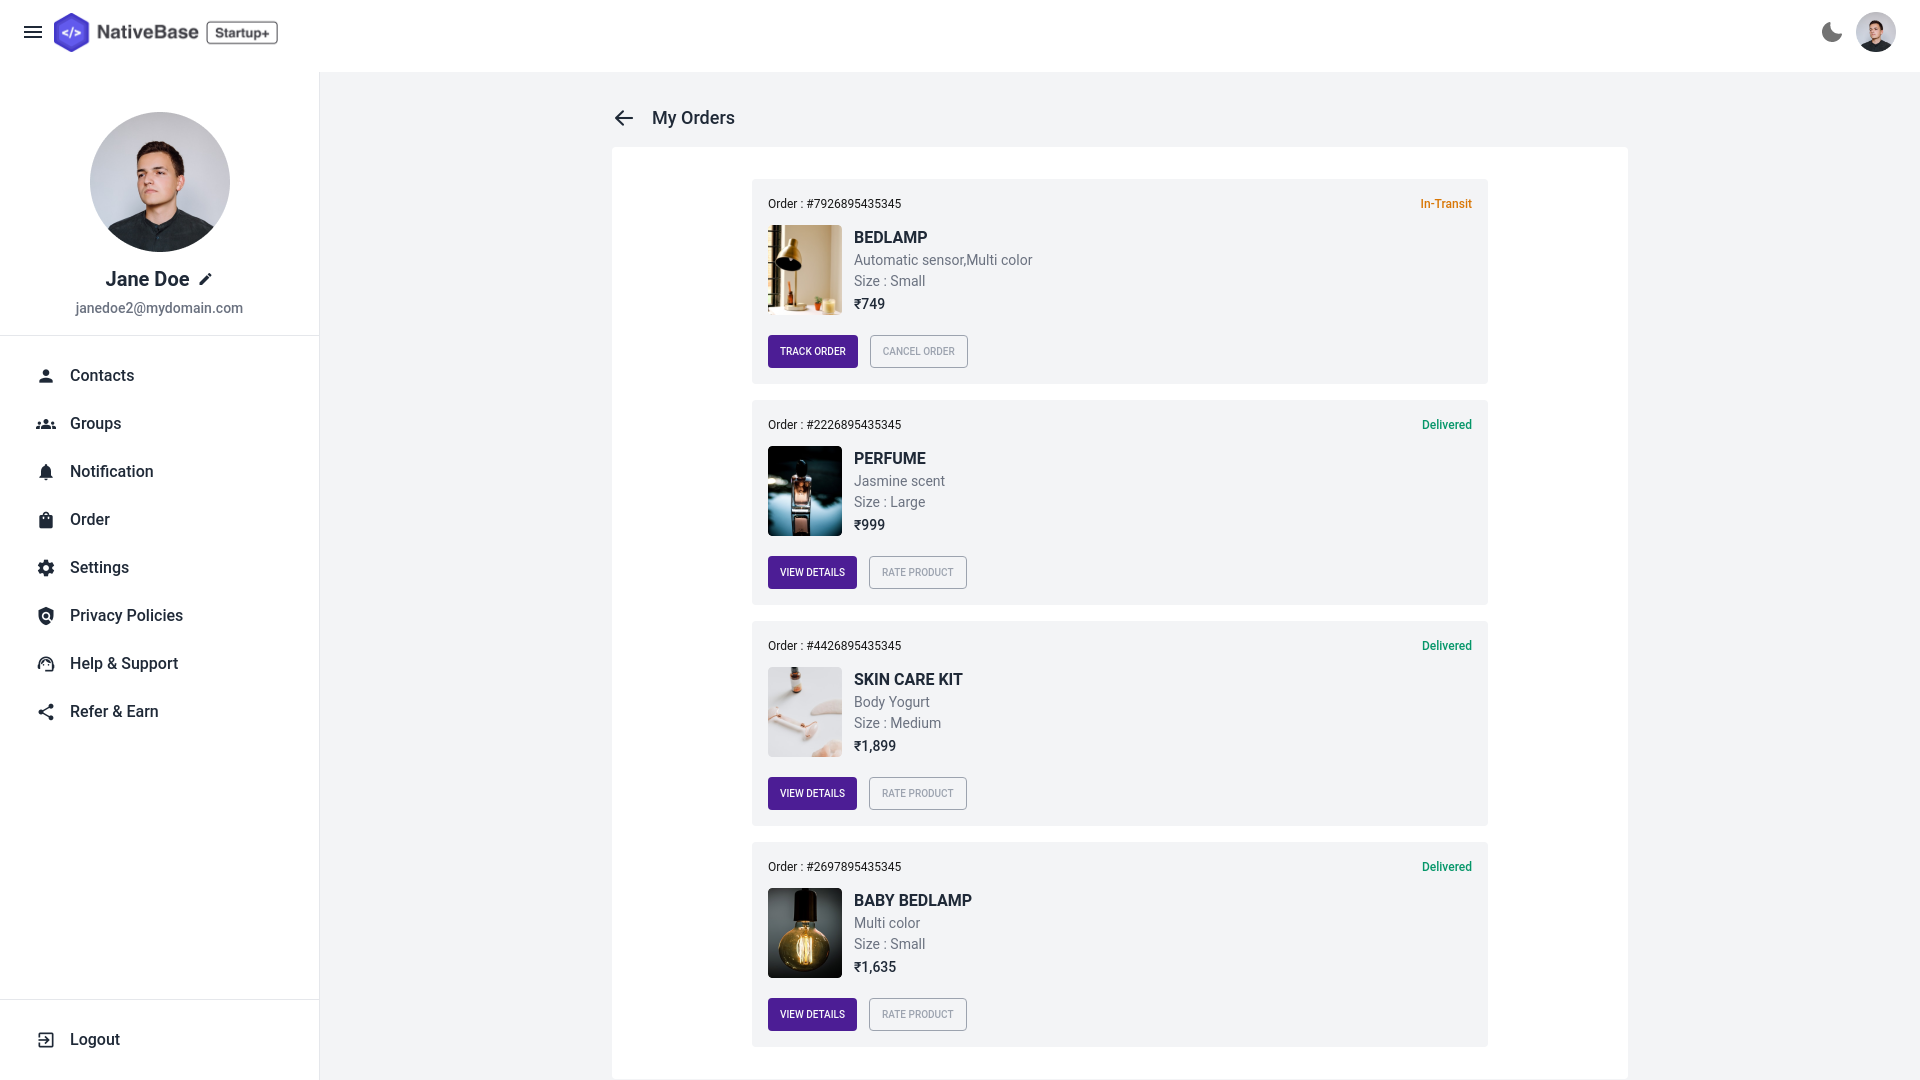 </> NativeBase Startup+
Jane Doe
janedoe2@mydomain.com
Contacts
Groups
Notification
Order
Settings
Privacy Policies
Help & Support
Refer & Earn
Logout
My Orders
Order : #7926895435345
In-Transit
BEDLAMP
Automatic sensor,Multi color
Size : Small
₹749
TRACK ORDER
CANCEL ORDER
Order : #2226895435345
Delivered
PERFUME
Jasmine scent
Size : Large
₹999
VIEW DETAILS
RATE PRODUCT
Order : #4426895435345
Delivered
SKIN CARE KIT
Body Yogurt
Size : Medium
₹1,899
VIEW DETAILS
RATE PRODUCT
Order : #2697895435345
Delivered
BABY BEDLAMP
Multi color
Size : Small
₹1,635
VIEW DETAILS
RATE PRODUCT